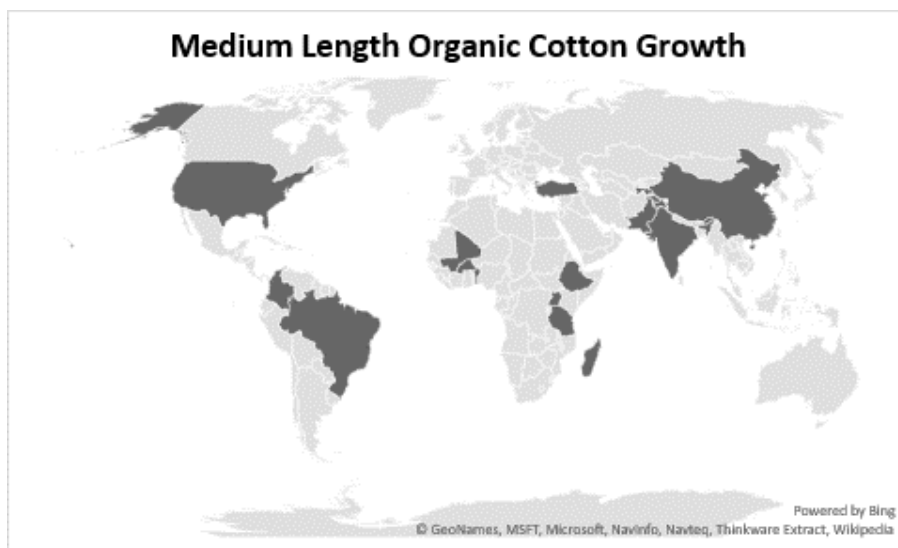 Medium Length Organic Cotton Growth
Powered by Bing
© GeoNames, MSFT, Microsoft, NavInfo, Navteq, Thinkware Extract, Wikipedia